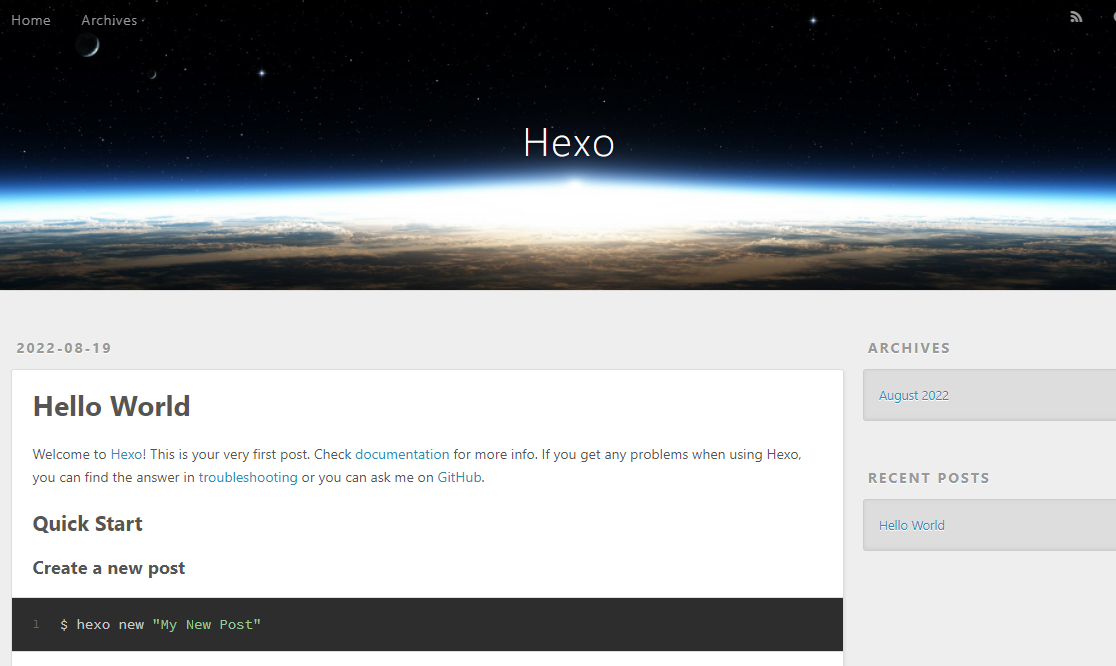 Home Archives
Hexo
2022-08-19
Hello World
Welcome to Hexo! This is your very first post. Check documentation for more info. If you get any problems when using Hexo,
you can find the answer in troubleshooting or you can ask me on GitHub.
Quick Start
Create a new post
1 $ hexo new "My New Post"
ARCHIVES
August 2022
RECENT POSTS
Hello World